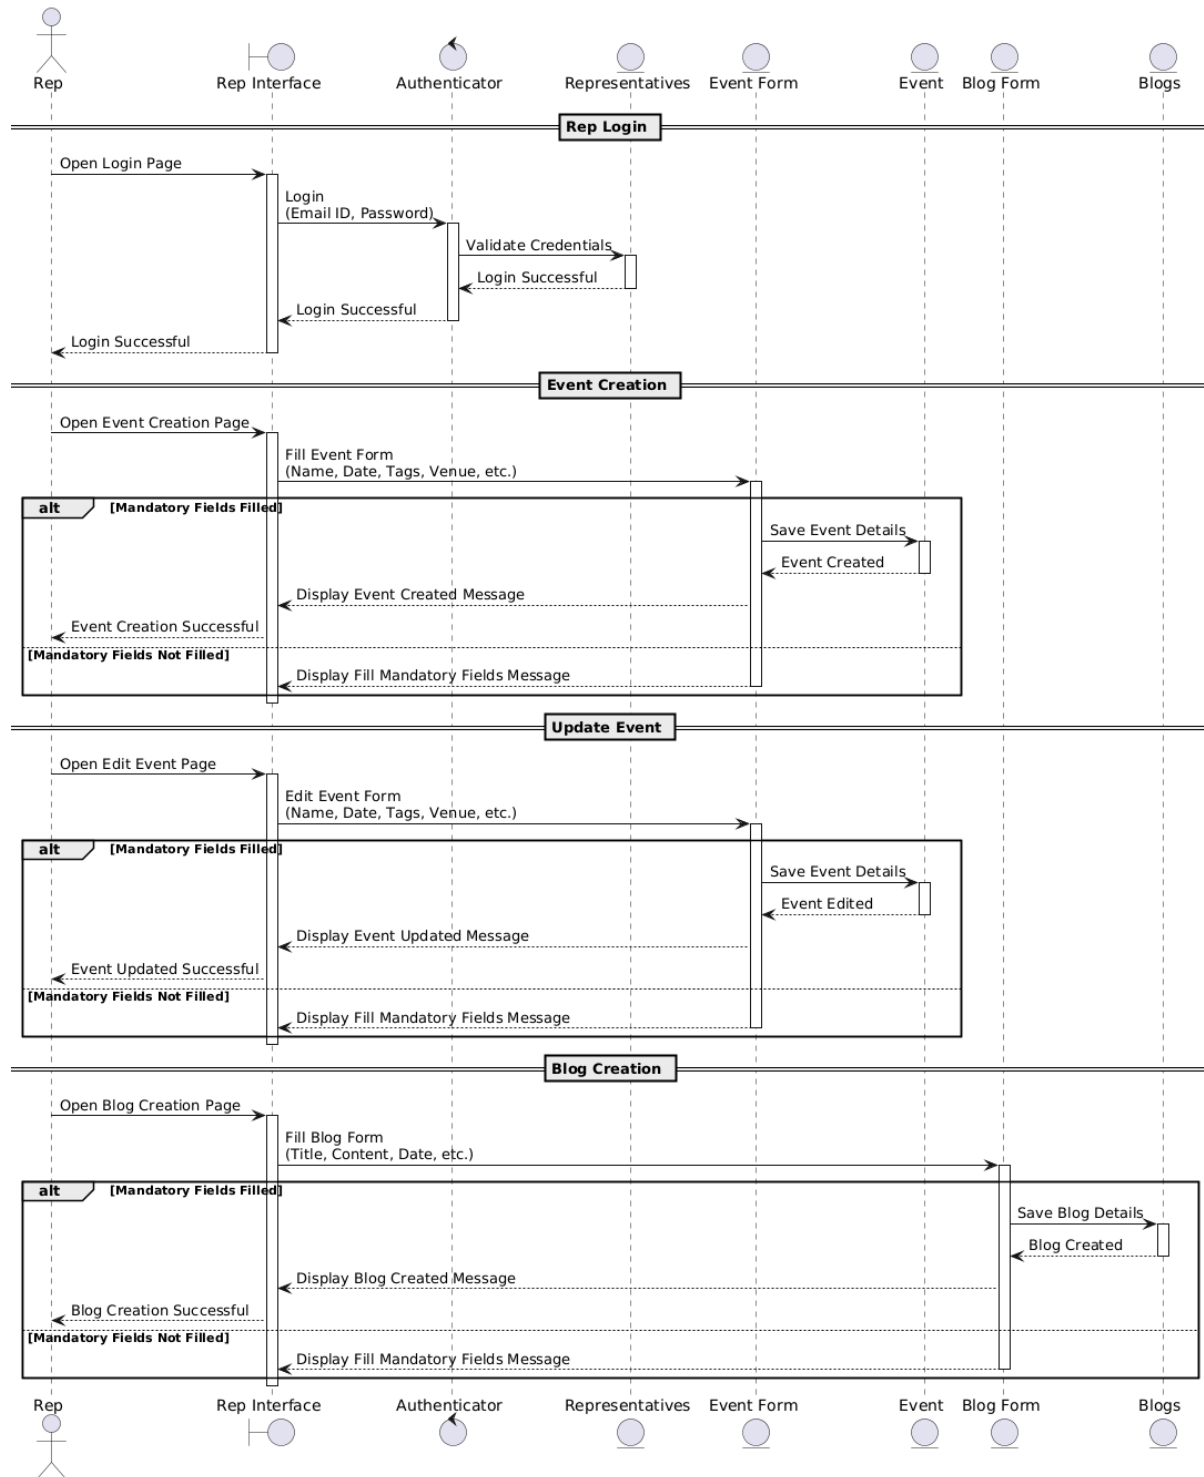 Rep
Rep Interface
Authenticator
Representatives
Event Form
Event
Blog Form
Blogs
Rep Login
Open Login Page
Login
(Email ID, Password)
Validate Credentials
Login Successful
Login Successful
Login Successful
Event Creation
Open Event Creation Page
Fill Event Form
(Name, Date, Tags, Venue, etc.)
alt
[Mandatory Fields Filled]
Save Event Details
Event Created
Display Event Created Message
Event Creation Successful
[Mandatory Fields Not Filled]
Display Fill Mandatory Fields Message
Update Event
Open Edit Event Page
Edit Event Form
(Name, Date, Tags, Venue, etc.)
alt
[Mandatory Fields Filled]
Save Event Details
Event Edited
Display Event Updated Message
Event Updated Successful
[Mandatory Fields Not Filled]
Display Fill Mandatory Fields Message
Blog Creation
Open Blog Creation Page
Fill Blog Form
(Title, Content, Date, etc.)
alt
[Mandatory Fields Filled]
Save Blog Details
Blog Created
Display Blog Created Message
Blog Creation Successful
[Mandatory Fields Not Filled]
Display Fill Mandatory Fields Message
Rep
Rep Interface
Authenticator
Representatives
Event Form
Event
Blog Form
Blogs